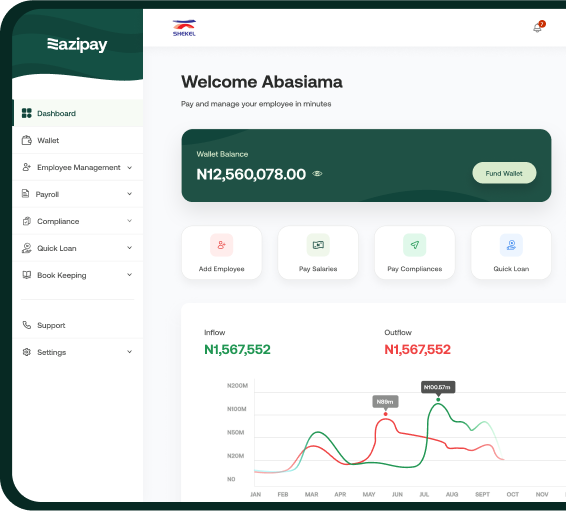 Eazipay
SHEKEL
7
Dashboard
Wallet
Employee Management
Payroll
Compliance
Quick Loan
Book Keeping
Support
Settings
Welcome Abasiama
Pay and manage your employee in minutes
Wallet Balance
N12,560,078.00
Fund Wallet
Add Employee
Pay Salaries
Pay Compliances
Quick Loan
Inflow
N1,567,552
Outflow
N1,567,552
N200M
N100M
N50M
N20M
N0
N89m
N100.57m
JAN FEB MAR APR MAY JUN JUL AUG SEPT OCT NOV